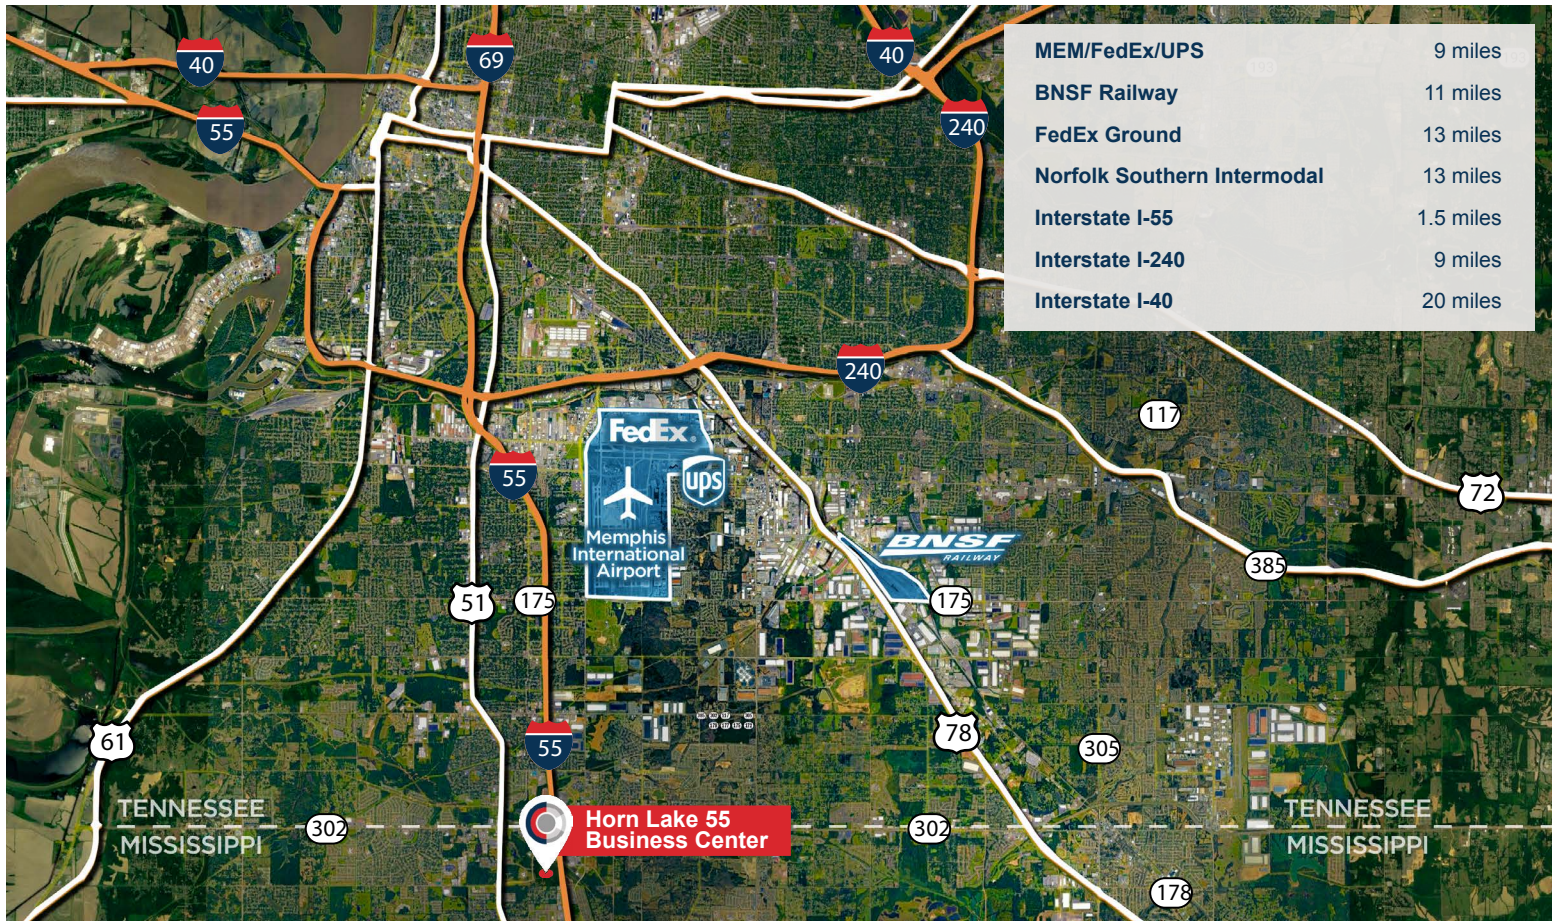 40
69
40
55
240
MEM/FedEx/UPS 9 miles
BNSF Railway 11 miles
FedEx Ground 13 miles
Norfolk Southern Intermodal 13 miles
Interstate I-55 1.5 miles
Interstate I-240 9 miles
Interstate I-40 20 miles
240
117
FedEx®
55
ups
72
Memphis
International
Airport
BNSF
RAILWAY
385
51
175
175
61
55
78
305
TENNESSEE
MISSISSIPPI
302
Horn Lake 55
Business Center
302
TENNESSEE
MISSISSIPPI
178